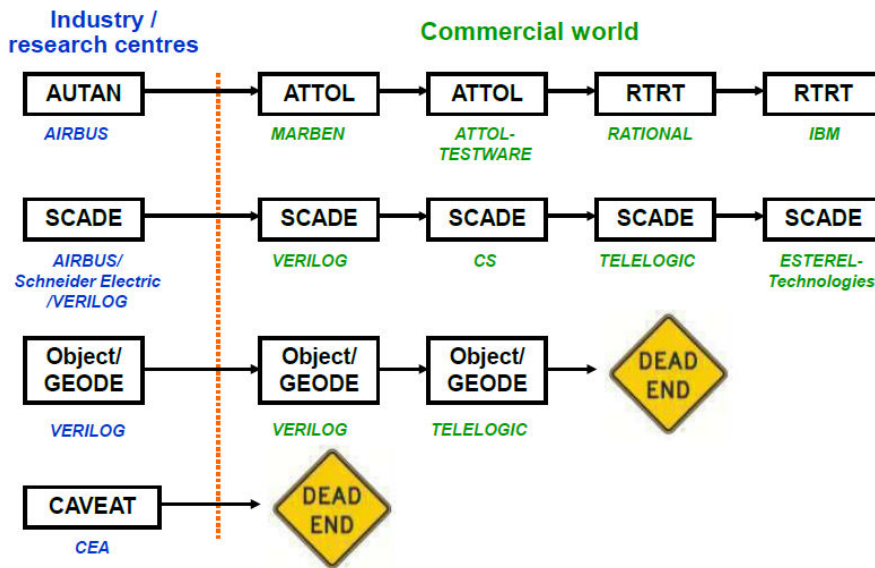 Industry /
research centres
Commercial world
AUTAN
ATTOL
ATTOL
RTRT
RTRT
AIRBUS
MARBEN
ATTOL-
TESTWARE
RATIONAL
IBM
SCADE
SCADE
SCADE
SCADE
SCADE
AIRBUS/
Schneider Electric
/VERILOG
VERILOG
CS
TELELOGIC
ESTEREL-
Technologies
Object/
GEODE
Object/
GEODE
Object/
GEODE
DEAD
END
VERILOG
VERILOG
TELELOGIC
CAVEAT
DEAD
END
CEA